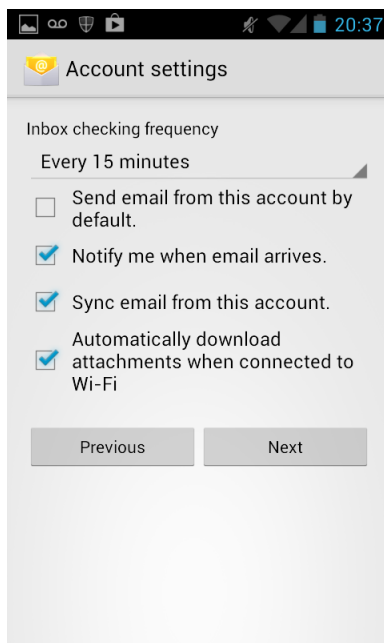 20:37
Account settings
Inbox checking frequency
Every 15 minutes
Send email from this account by
default.
Notify me when email arrives.
Sync email from this account.
Automatically download
attachments when connected to
Wi-Fi
Previous Next